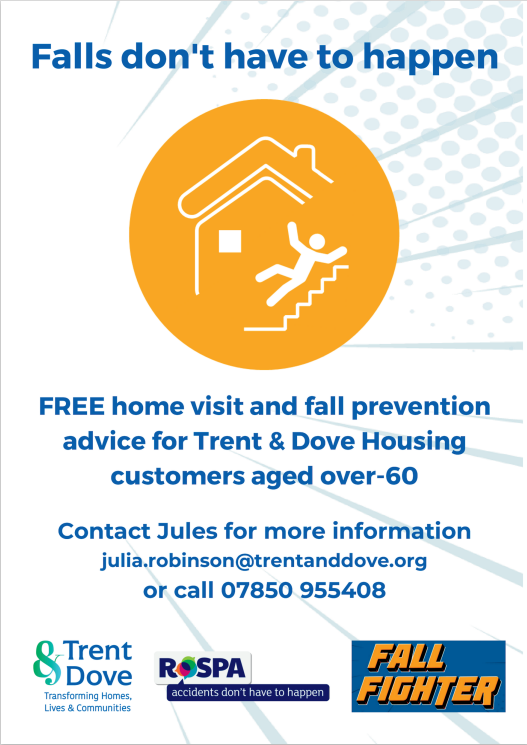 Falls don't have to happen
FREE home visit and fall prevention
advice for Trent & Dove Housing
customers aged over-60
Contact Jules for more information
julia.robinson@trentanddove.org
or call 07850 955408
& Trent
Dove
Transforming Homes,
Lives & Communities
RoSPA
accidents don't have to happen
FALL
FIGHTER